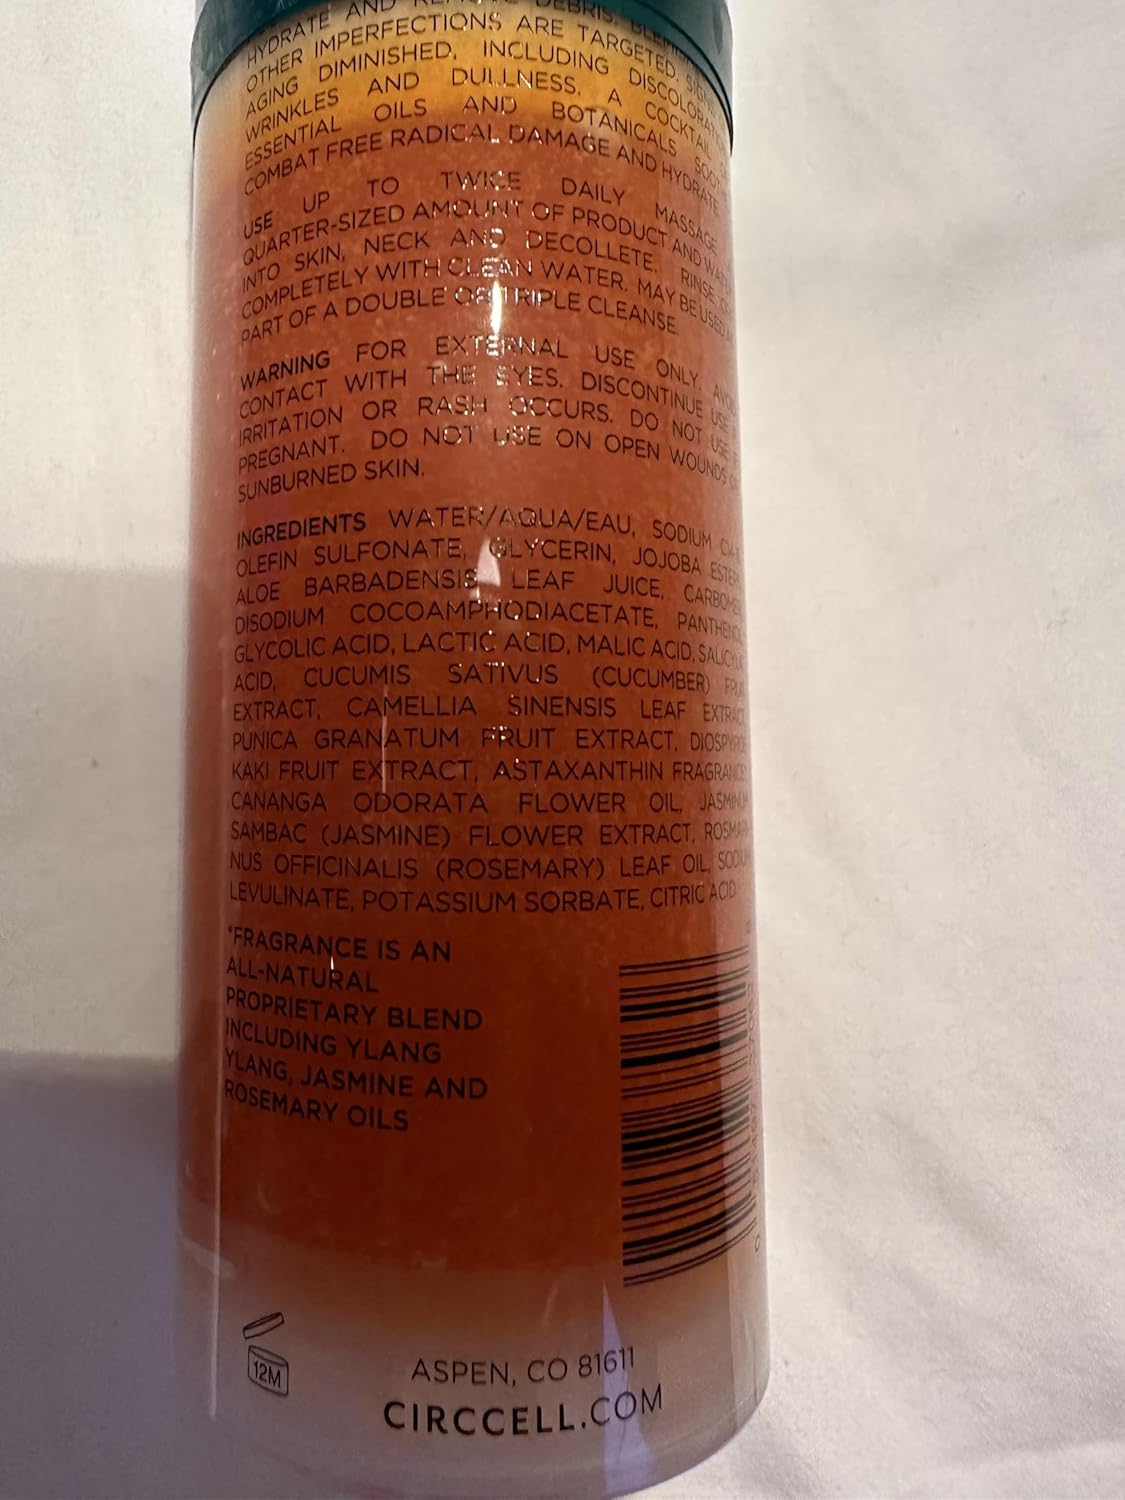 HYDRATE AND REMOVE DEBRIS.
OTHER IMPERFECTIONS ARE TARGETED.
AGING DIMINISHED, INCLUDING
WRINKLES AND DULLNESS. A COCKTAIL
ESSENTIAL OILS AND BOTANICALS
COMBAT FREE RADICAL DAMAGE AND HYDRATE
USE UP TO TWICE DAILY MASSAGE
QUARTER-SIZED AMOUNT OF PRODUCT AND WATER
INTO SKIN, NECK AND DECOLLETE. RINSE
COMPLETELY WITH CLEAN WATER. MAY BE USED
PART OF A DOUBLE OR TRIPLE CLEANSE.
WARNING FOR EXTERNAL USE ONLY.
CONTACT WITH THE EYES. DISCONTINUE USE
IRRITATION OR RASH OCCURS. DO NOT USE
PREGNANT. DO NOT USE ON OPEN WOUNDS
SUNBURNED SKIN.
INGREDIENTS WATER/AQUA/EAU, SODIUM
OLEFIN SULFONATE, GLYCERIN, JOJOBA
ALOE BARBADENSIS LEAF JUICE,
DISODIUM COCOAMPHODIACETATE,
GLYCOLIC ACID, LACTIC ACID, MALIC ACID,
ACID, CUCUMIS SATIVUS (CUCUMBER)
EXTRACT, CAMELLIA SINENSIS LEAF
PUNICA GRANATUM FRUIT EXTRACT,
KAKI FRUIT EXTRACT, ASTAXANTHIN
CANANGA ODORATA FLOWER OIL,
SAMBAC (JASMINE) FLOWER EXTRACT,
NUS OFFICINALIS (ROSEMARY) LEAF OIL,
LEVULINATE, POTASSIUM SORBATE, CITRIC ACID
*FRAGRANCE IS AN
ALL-NATURAL
PROPRIETARY BLEND
INCLUDING YLANG
YLANG, JASMINE AND
ROSEMARY OILS
12M
ASPEN, CO 81611
CIRCCELL.COM